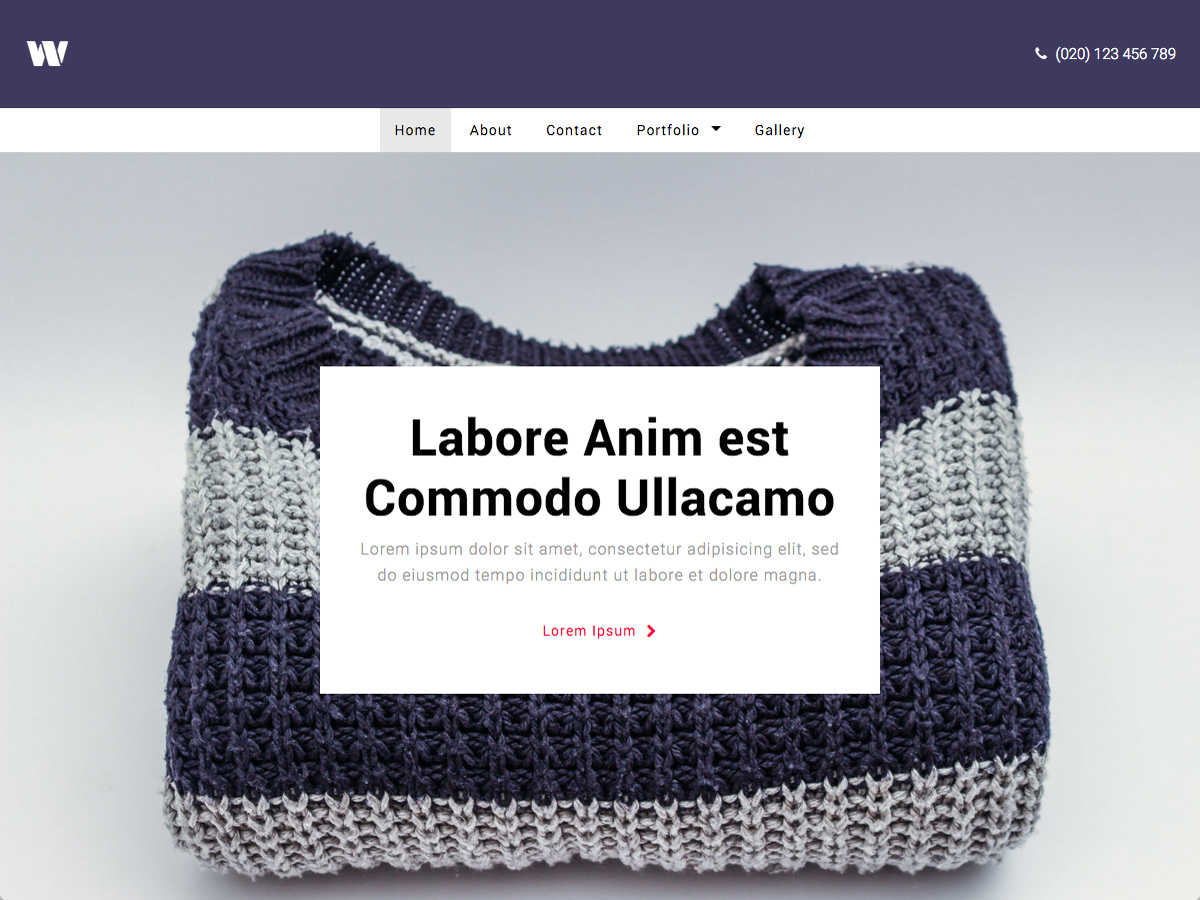 W
(020) 123 456 789
Home About Contact Portfolio Gallery
Labore Anim est
Commodo Ullacamo
Lorem ipsum dolor sit amet, consectetur adipisicing elit, sed
do eiusmod tempo incididunt ut labore et dolore magna.
Lorem Ipsum